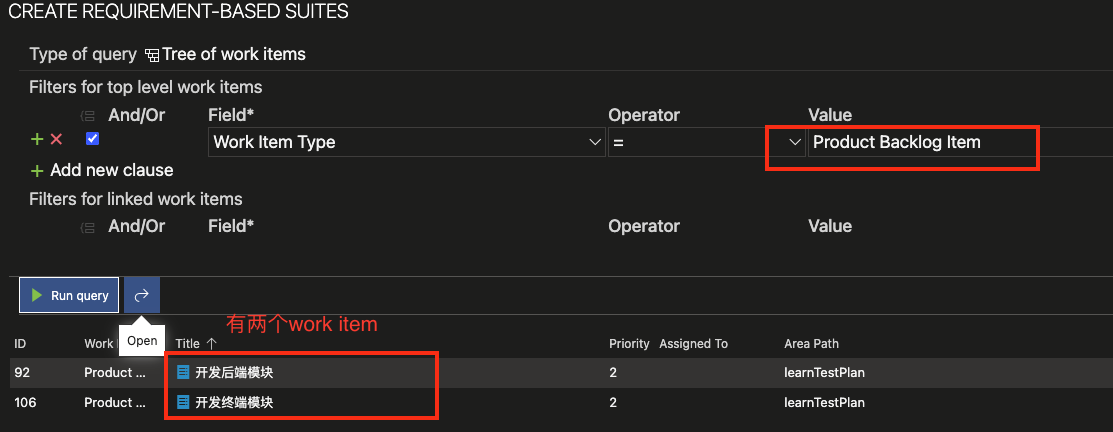 CREATE REQUIREMENT-BASED SUITES
Type of query Tree of work items
Filters for top level work items
And/Or Field* Operator Value
Work Item Type = Product Backlog Item
Add new clause
Filters for linked work items
And/Or Field* Operator Value
Run query
有两个work item
Open
ID Work Title Priority Assigned To Area Path
92 Product ... 开发后端模块 2 learnTestPlan
106 Product ... 开发终端模块 2 learnTestPlan